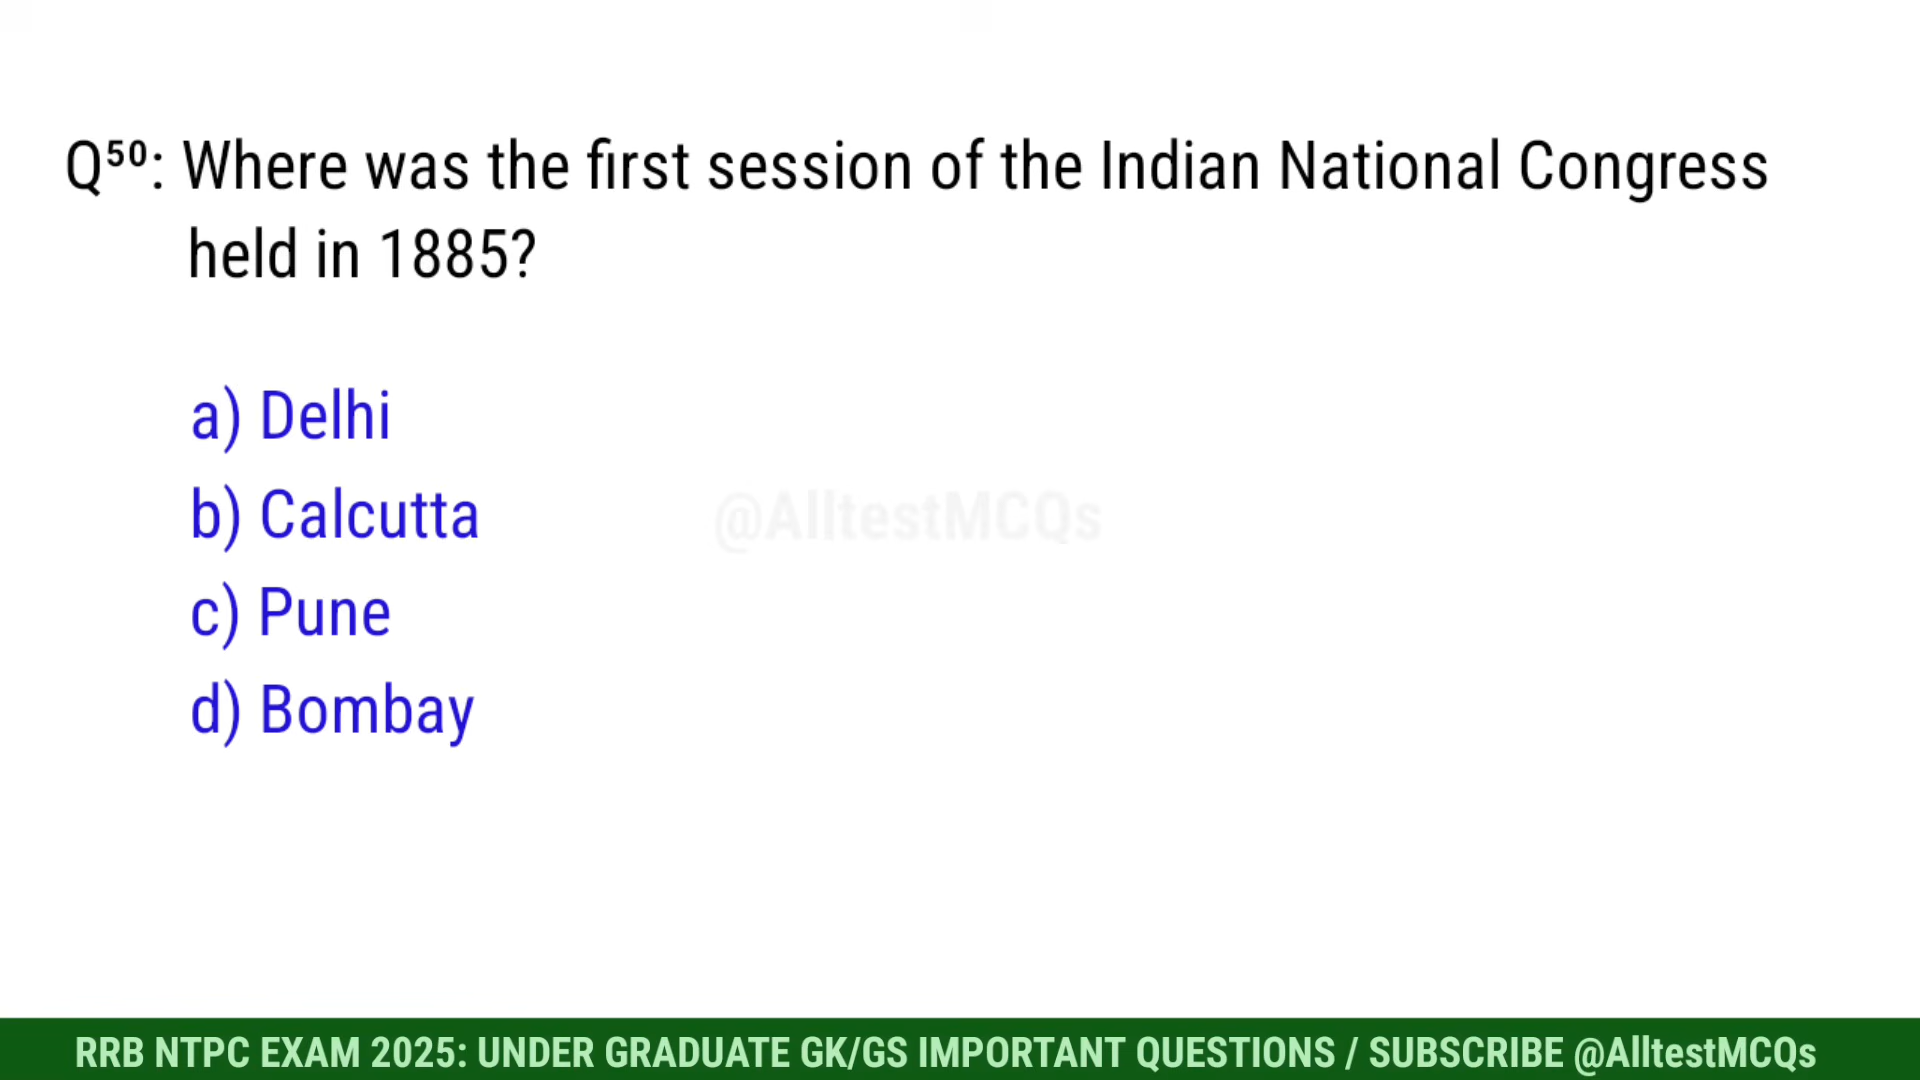 Q⁵⁰: Where was the first session of the Indian National Congress
held in 1885?
a) Delhi
b) Calcutta
@AlltestMCQs
c) Pune
d) Bombay
RRB NTPC EXAM 2025: UNDER GRADUATE GK/GS IMPORTANT QUESTIONS / SUBSCRIBE @AlltestMCQs